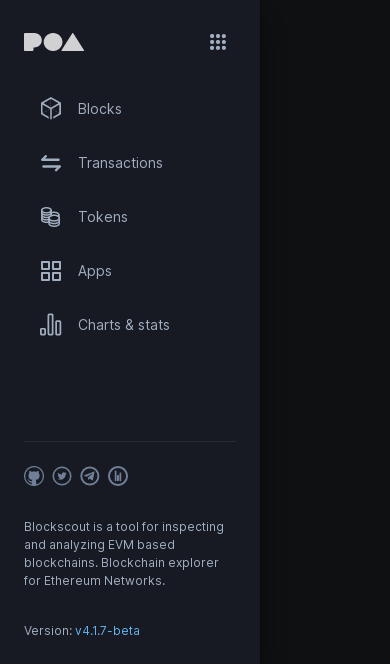 POA
Blocks
Transactions
Tokens
Apps
Charts & stats
Blockscout is a tool for inspecting
and analyzing EVM based
blockchains. Blockchain explorer
for Ethereum Networks.
Version: v4.1.7-beta